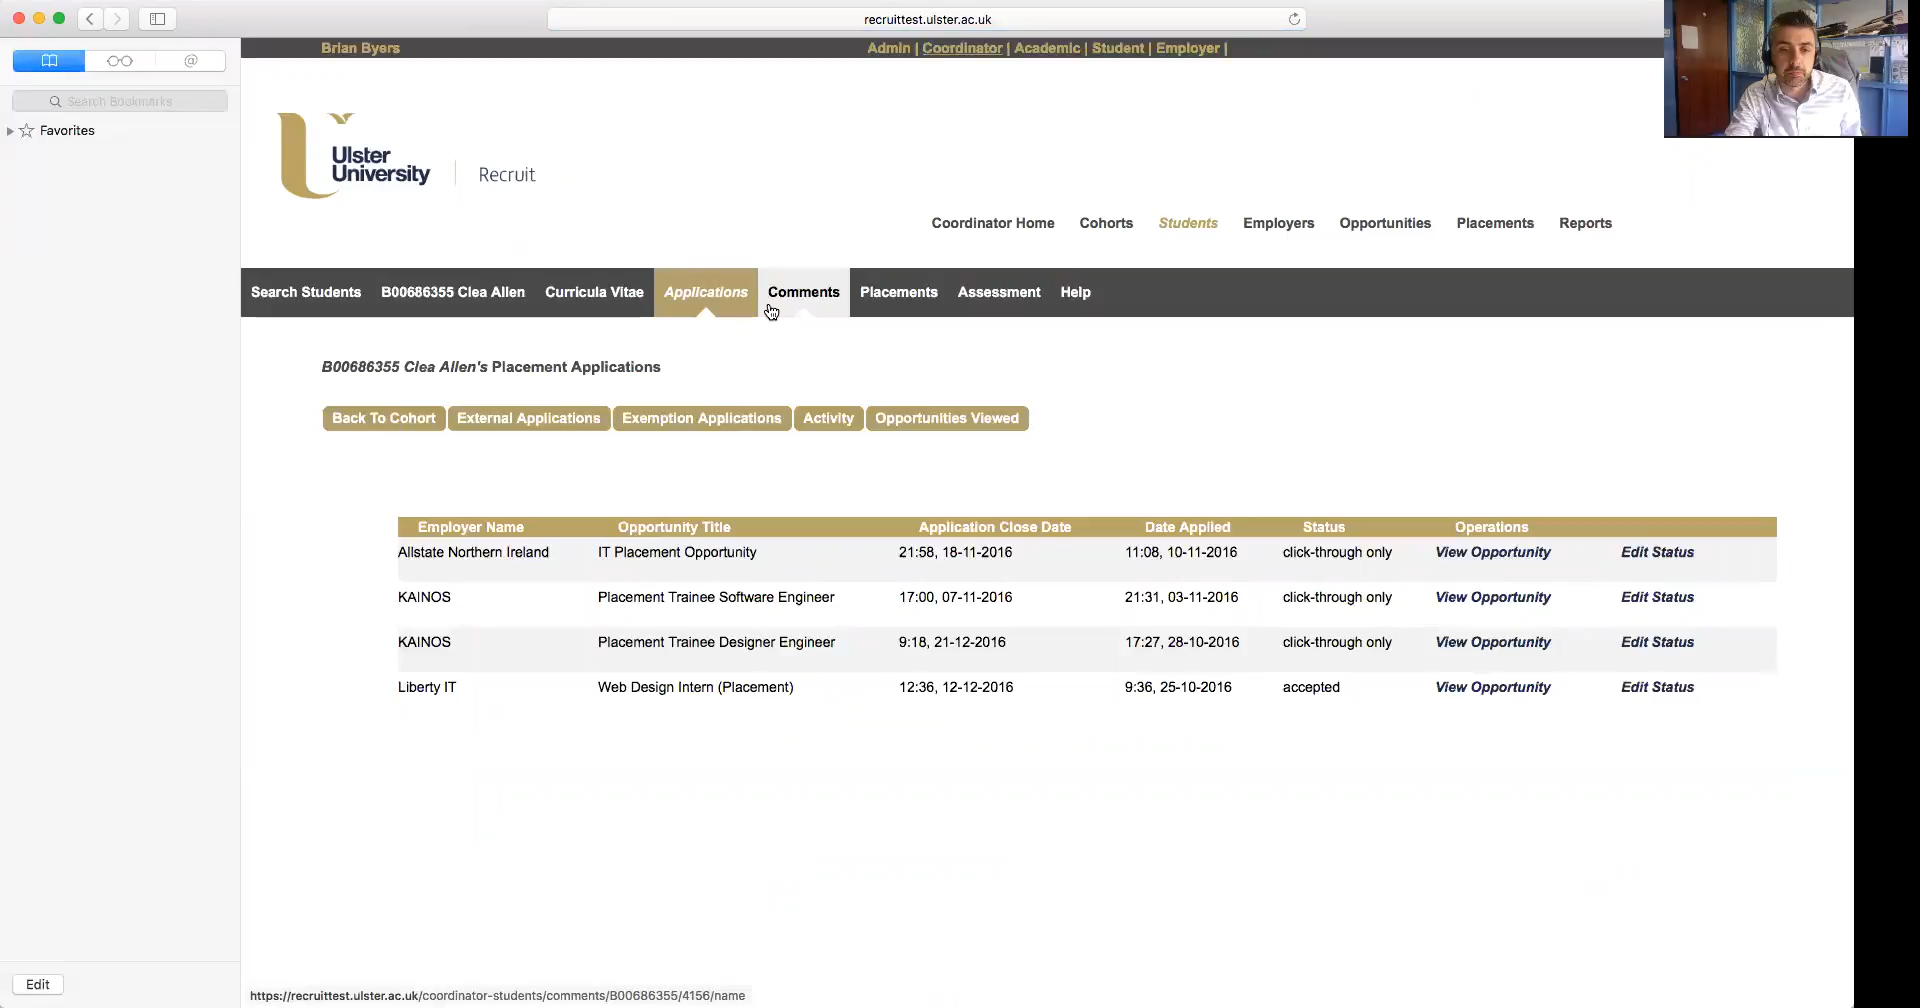 recruittest.ulster.ac.uk
Brian Byers
Admin | Coordinator | Academic | Student | Employer |
Search Bookmarks
Favorites
Ulster University
Recruit
Coordinator Home Cohorts Students Employers Opportunities Placements Reports
Search Students B00686355 Clea Allen Curricula Vitae Applications Comments Placements Assessment Help
B00686355 Clea Allen's Placement Applications
Back To Cohort External Applications Exemption Applications Activity Opportunities Viewed
Employer Name Opportunity Title Application Close Date Date Applied Status Operations
Allstate Northern Ireland IT Placement Opportunity 21:58, 18-11-2016 11:08, 10-11-2016 click-through only View Opportunity Edit Status
KAINOS Placement Trainee Software Engineer 17:00, 07-11-2016 21:31, 03-11-2016 click-through only View Opportunity Edit Status
KAINOS Placement Trainee Designer Engineer 9:18, 21-12-2016 17:27, 28-10-2016 click-through only View Opportunity Edit Status
Liberty IT Web Design Intern (Placement) 12:36, 12-12-2016 9:36, 25-10-2016 accepted View Opportunity Edit Status
Edit
https://recruittest.ulster.ac.uk/coordinator-students/comments/B00686355/4156/name